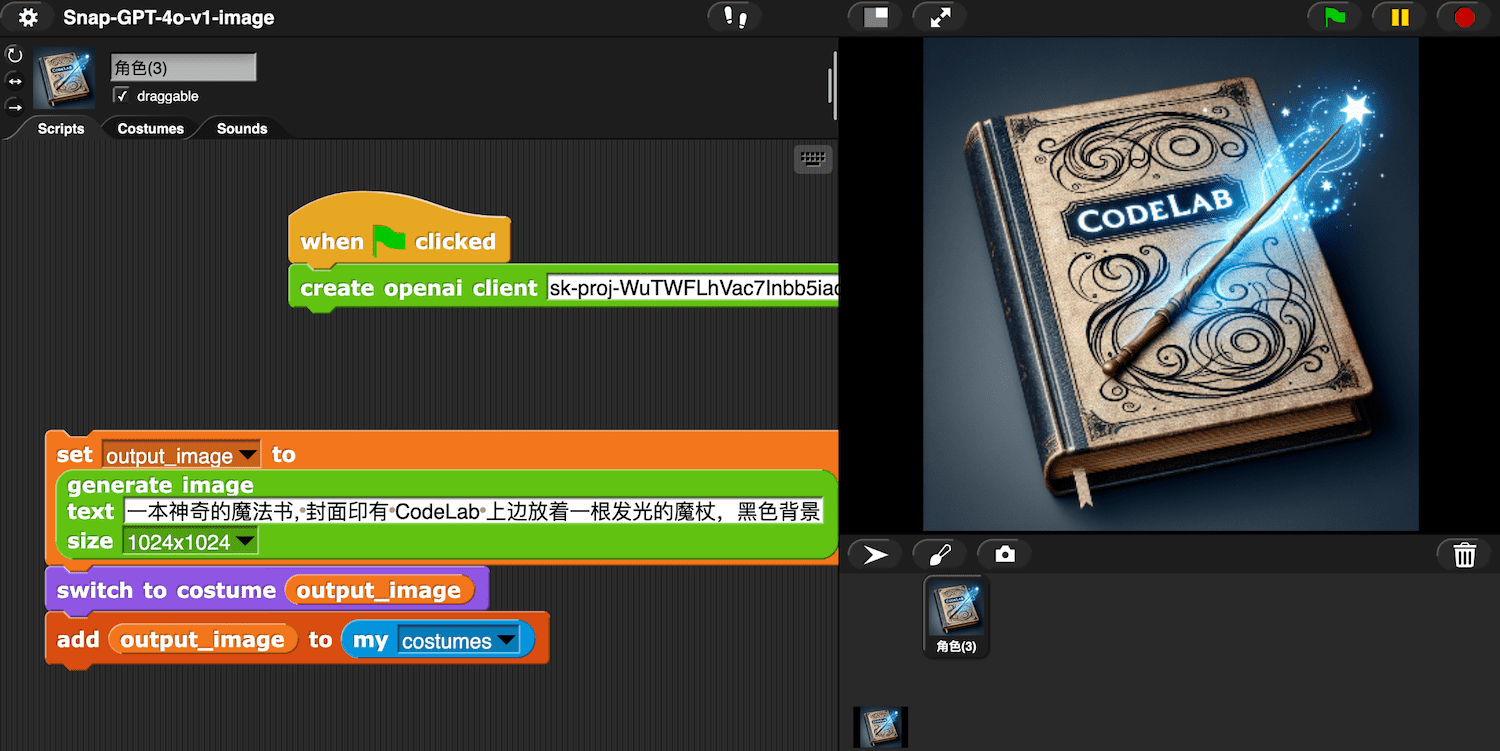 Snap-GPT-4o-v1-image
角色(3)
draggable
Scripts Costumes Sounds
when clicked
create openai client sk-proj-WuTWFLhVac7Inbb5iac
set output_image to
generate image
text 一本神奇的魔法书, 封面印有 CodeLab 上边放着一根发光的魔杖，黑色背景
size 1024x1024
switch to costume output_image
add output_image to my costumes
CODELAB
角色(3)